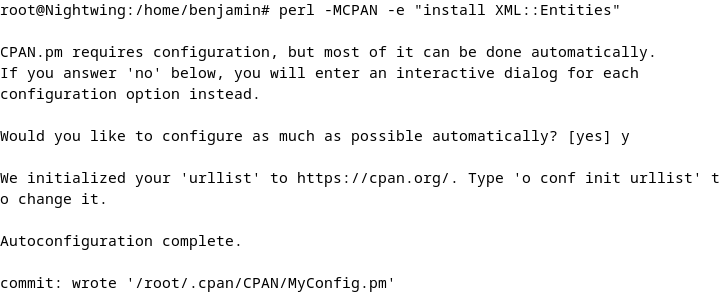 root@Nightwing:/home/benjamin# perl -MCPAN -e "install XML::Entities"
CPAN.pm requires configuration, but most of it can be done automatically.
If you answer 'no' below, you will enter an interactive dialog for each
configuration option instead.
Would you like to configure as much as possible automatically? [yes] y
We initialized your 'urllist' to https://cpan.org/. Type 'o conf init urllist' t
o change it.
Autoconfiguration complete.
commit: wrote '/root/.cpan/CPAN/MyConfig.pm'